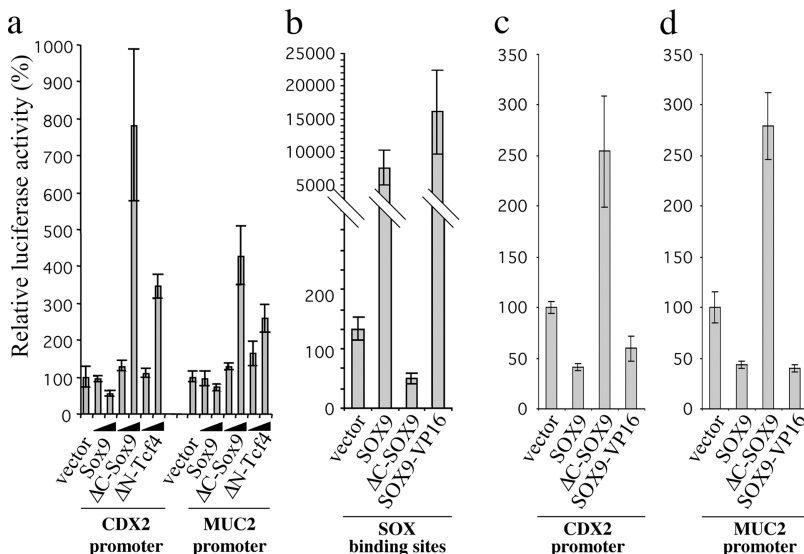 a
Relative luciferase activity (%)
1000
900
800
700
600
500
400
300
200
100
0
vector
Sox9
ΔC-Sox9
ΔN-Tcf4
vector
Sox9
ΔC-Sox9
ΔN-Tcf4
CDX2
promoter
MUC2
promoter
b
25000
20000
15000
10000
5000
200
100
0
vector
SOX9
ΔC-SOX9
SOX9-VP16
SOX
binding sites
c
350
300
250
200
150
100
50
0
vector
SOX9
ΔC-SOX9
SOX9-VP16
CDX2
promoter
d
350
300
250
200
150
100
50
0
vector
SOX9
ΔC-SOX9
SOX9-VP16
MUC2
promoter